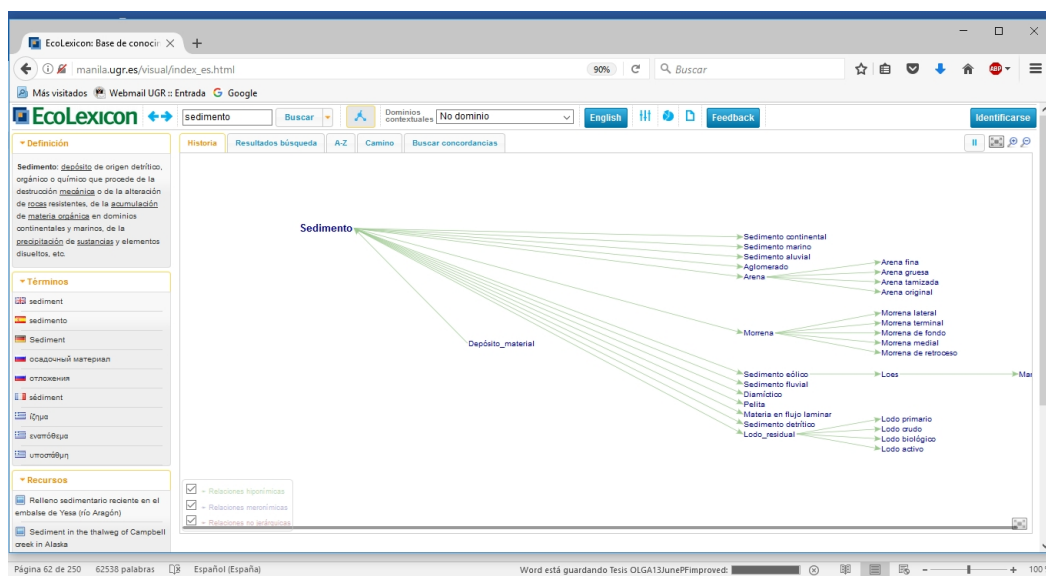 EcoLexicon: Base de conocin
manila.ugr.es/visual/index_es.html
90%
Buscar
ABP
Más visitados
Webmail UGR :: Entrada
G Google
EcoLexicon
sedimento
Buscar
Dominios contextuales
No dominio
English
Feedback
Identificarse
Definición
Historia
Resultados búsqueda
A-Z
Camino
Buscar concordancias
Sedimento: depósito de origen detrítico,
orgánico o químico que procede de la
destrucción mecánica o de la alteración
de rocas resistentes, de la acumulación
de materia orgánica en dominios
continentales y marinos, de la
precipitación de sustancias y elementos
disueltos, etc.
Términos
sediment
sedimento
Sediment
осадочный материал
отложения
sédiment
ίζημα
εναπόθεμα
υποστάθμη
Recursos
Relleno sedimentario reciente en el
embalse de Yesa (río Aragón)
Sediment in the thalweg of Campbell
creek in Alaska
Sedimento
Depósito_material
Sedimento continental
Sedimento marino
Sedimento aluvial
Aglomerado
Arena
Arena fina
Arena gruesa
Arena tamizada
Arena original
Morrena
Morrena lateral
Morrena terminal
Morrena de fondo
Morrena medial
Morrena de retroceso
Sedimento eólico
Loes
Mar
Sedimento fluvial
Diamíctico
Pelita
Materia en flujo laminar
Sedimento detrítico
Lodo_residual
Lodo primario
Lodo crudo
Lodo biológico
Lodo activo
- Relaciones hiponímicas
- Relaciones meronímicas
- Relaciones no jerárquicas
Página 62 de 250
62538 palabras
Español (España)
Word está guardando Tesis OLGA13JunePFimproved:
100